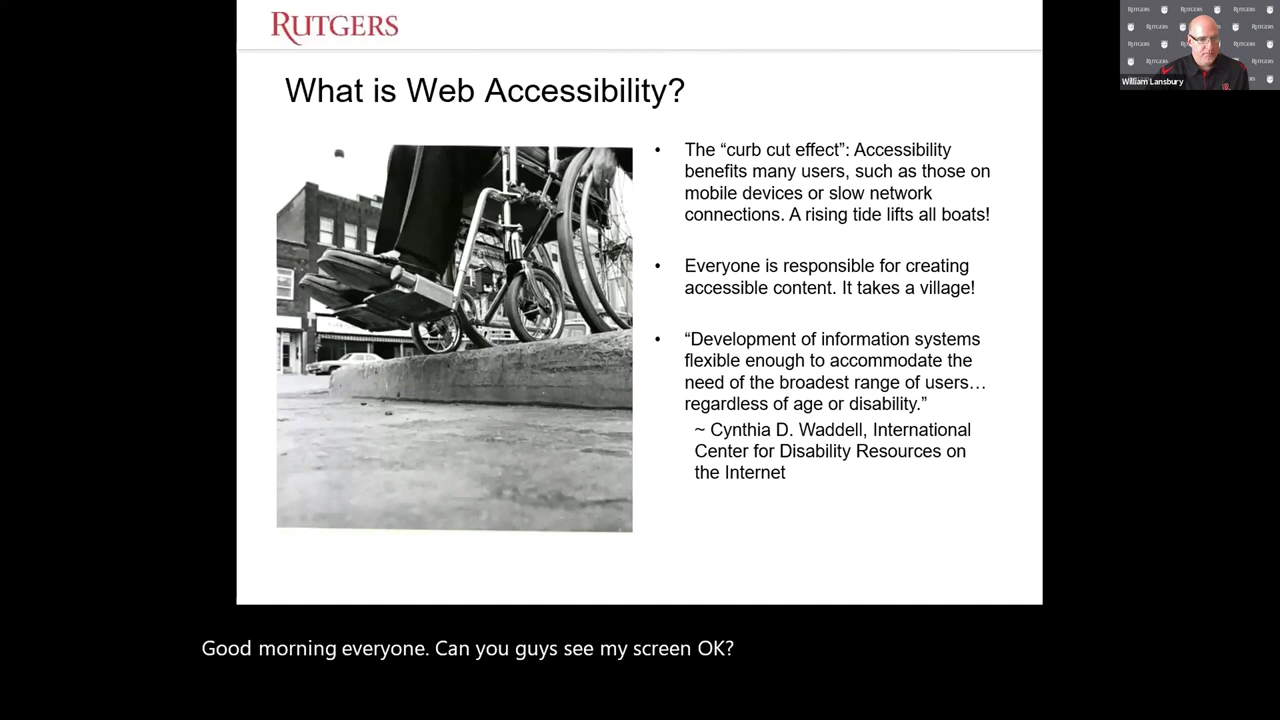 RUTGERS
What is Web Accessibility?
• The “curb cut effect”: Accessibility
benefits many users, such as those on
mobile devices or slow network
connections. A rising tide lifts all boats!
• Everyone is responsible for creating
accessible content. It takes a village!
• “Development of information systems
flexible enough to accommodate the
need of the broadest range of users…
regardless of age or disability.”
~ Cynthia D. Waddell, International
Center for Disability Resources on
the Internet
William Lansbury
Good morning everyone. Can you guys see my screen OK?